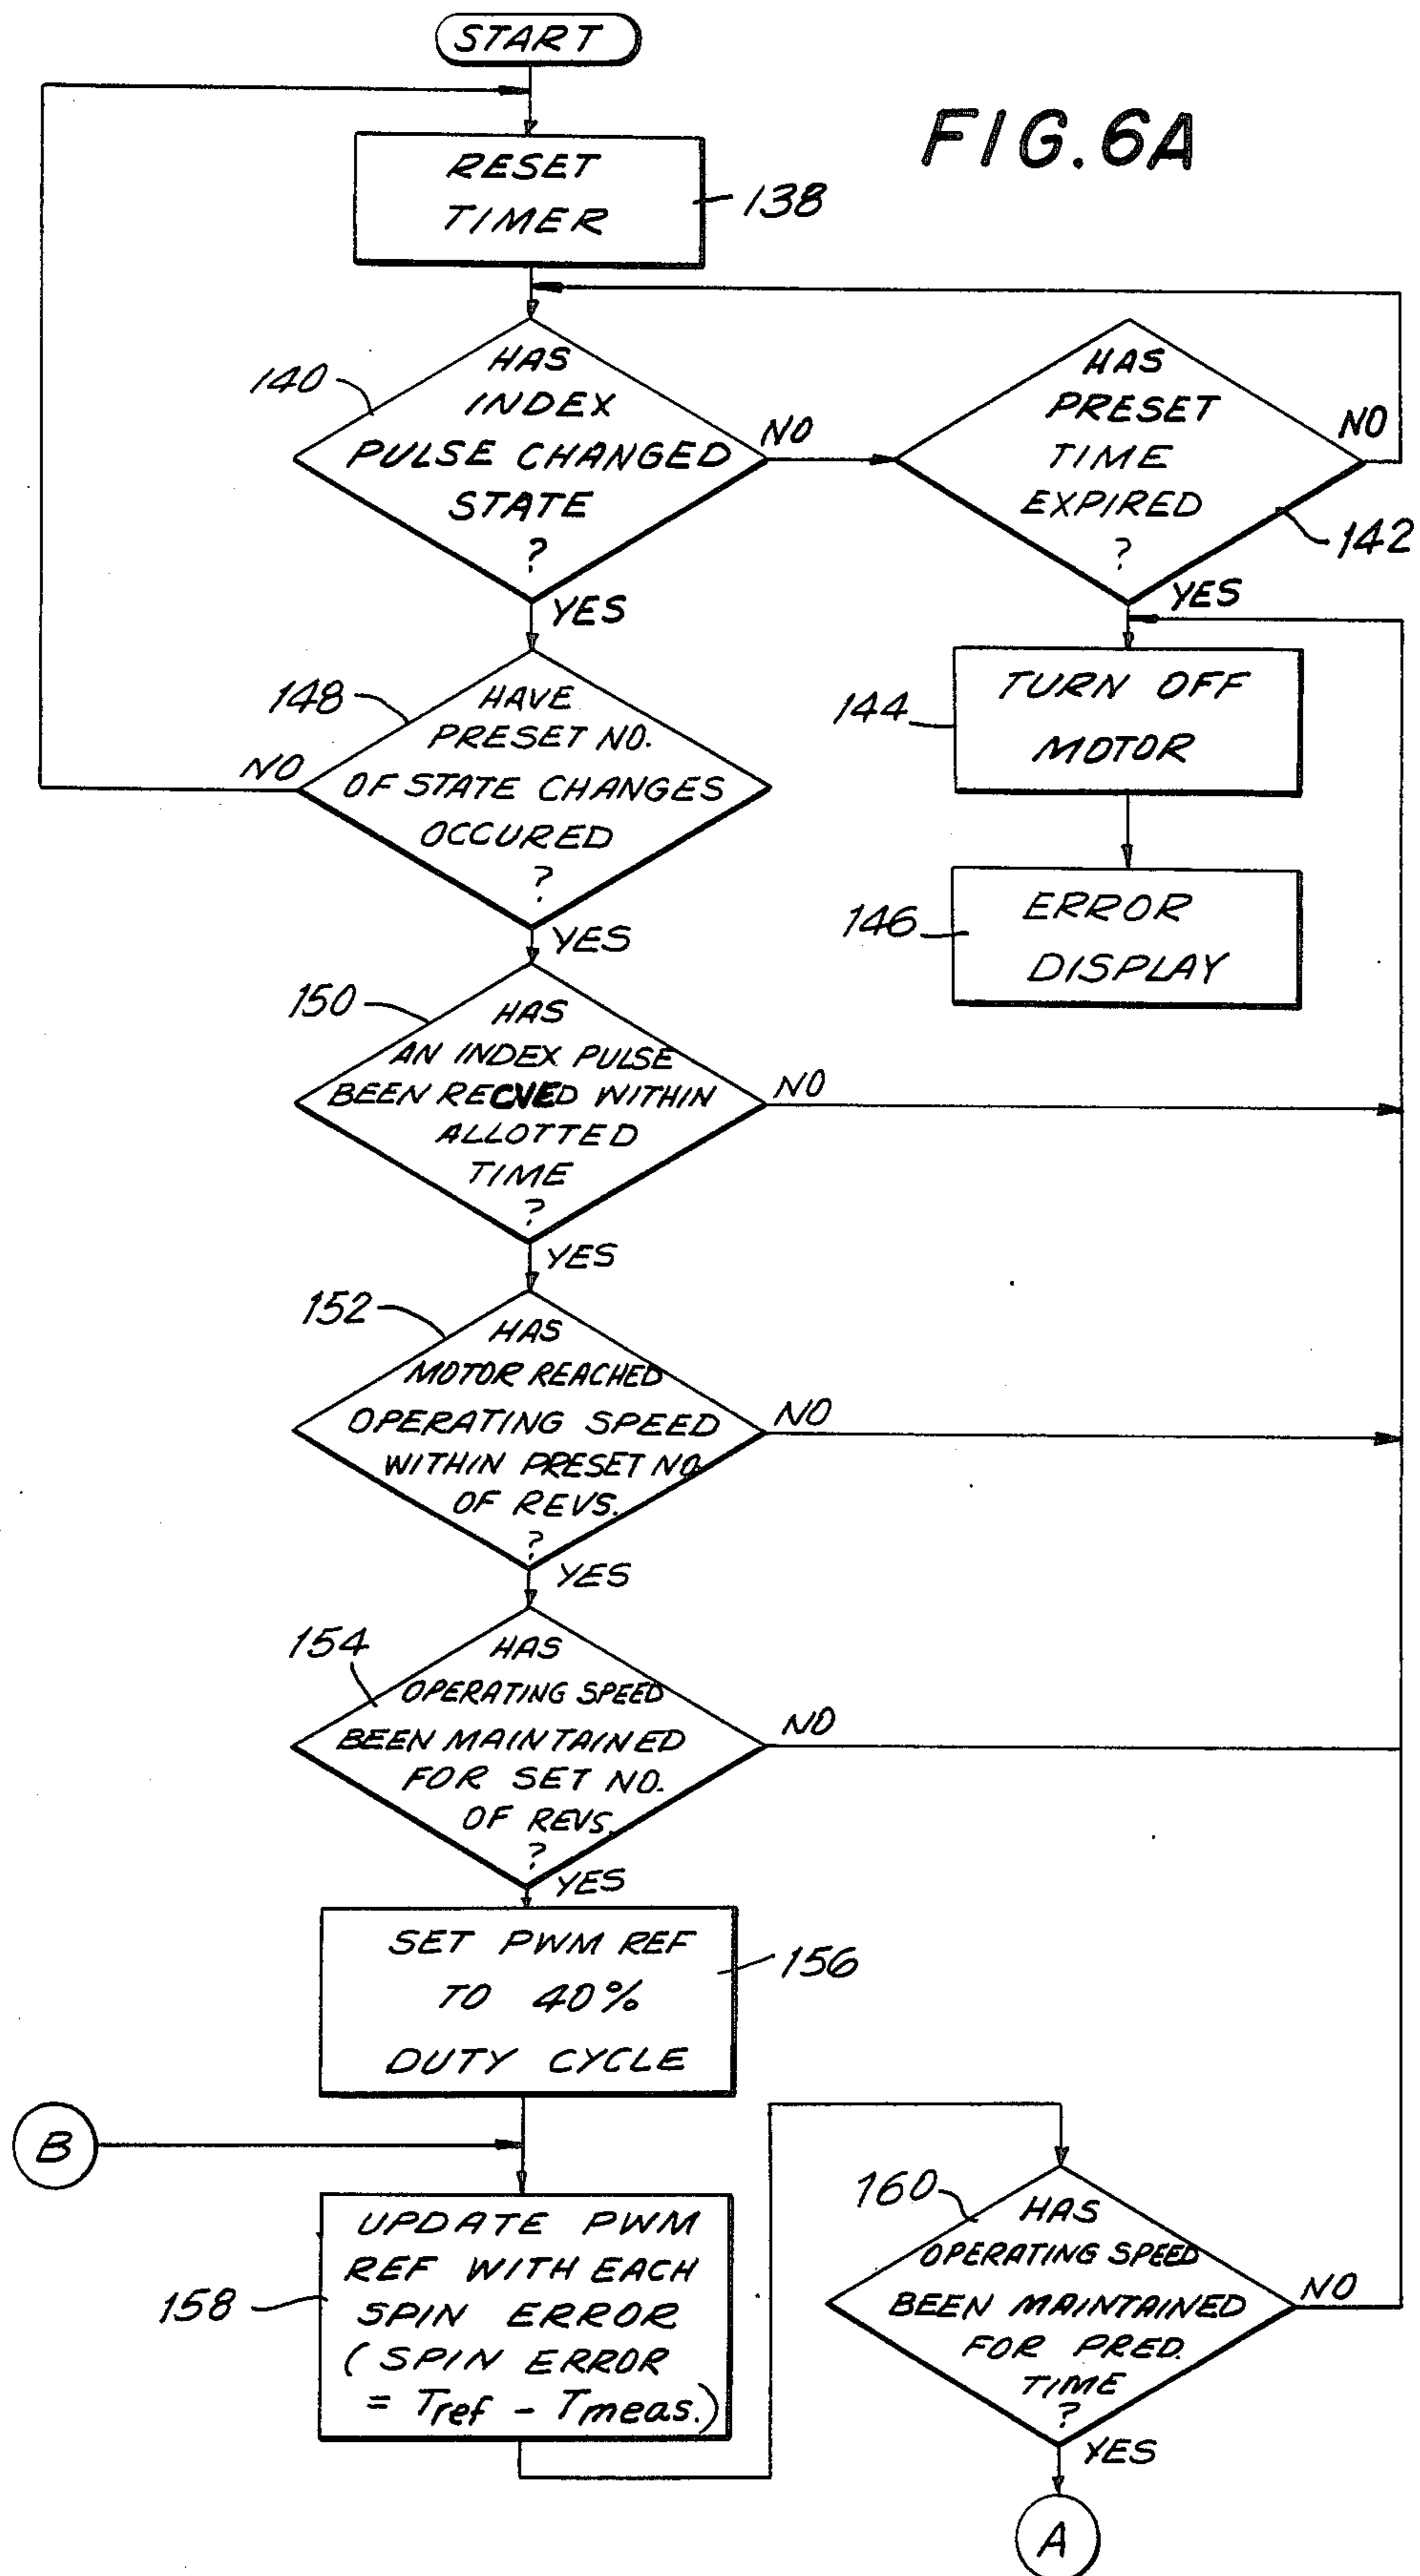 START
FIG.6A
RESET
TIMER
138
140
HAS
INDEX
PULSE CHANGED
STATE
?
NO
YES
HAS
PRESET
TIME
EXPIRED
?
NO
142
YES
148
HAVE
PRESET NO.
OF STATE CHANGES
OCCURED
?
NO
YES
144
TURN OFF
MOTOR
146
ERROR
DISPLAY
150
HAS
AN INDEX PULSE
BEEN RECVED WITHIN
ALLOTTED
TIME
?
NO
YES
152
HAS
MOTOR REACHED
OPERATING SPEED
WITHIN PRESET NO.
OF REVS.
?
NO
YES
154
HAS
OPERATING SPEED
BEEN MAINTAINED
FOR SET NO.
OF REVS.
?
NO
YES
SET PWM REF
TO 40%
DUTY CYCLE
156
B
158
UPDATE PWM
REF WITH EACH
SPIN ERROR
(SPIN ERROR
= Tref - Tmeas.)
160
HAS
OPERATING SPEED
BEEN MAINTAINED
FOR PRED.
TIME
?
NO
YES
A